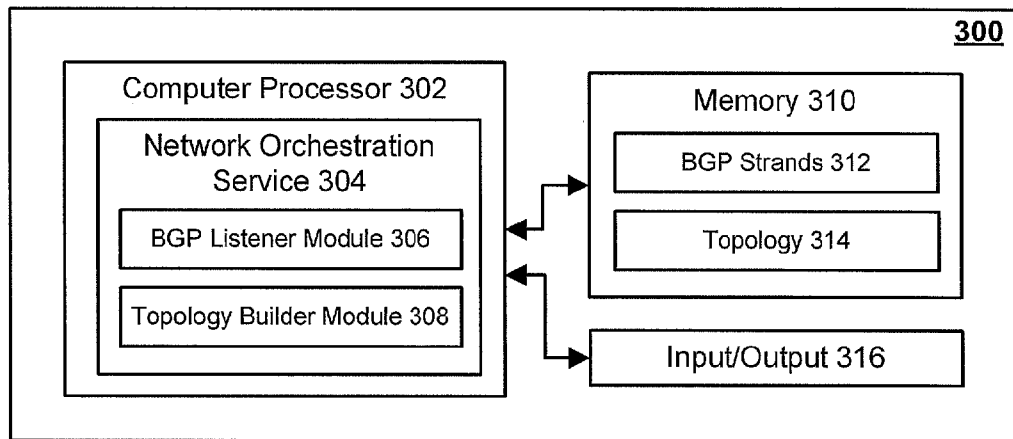 300
Computer Processor 302
Network Orchestration
Service 304
BGP Listener Module 306
Topology Builder Module 308
Memory 310
BGP Strands 312
Topology 314
Input/Output 316